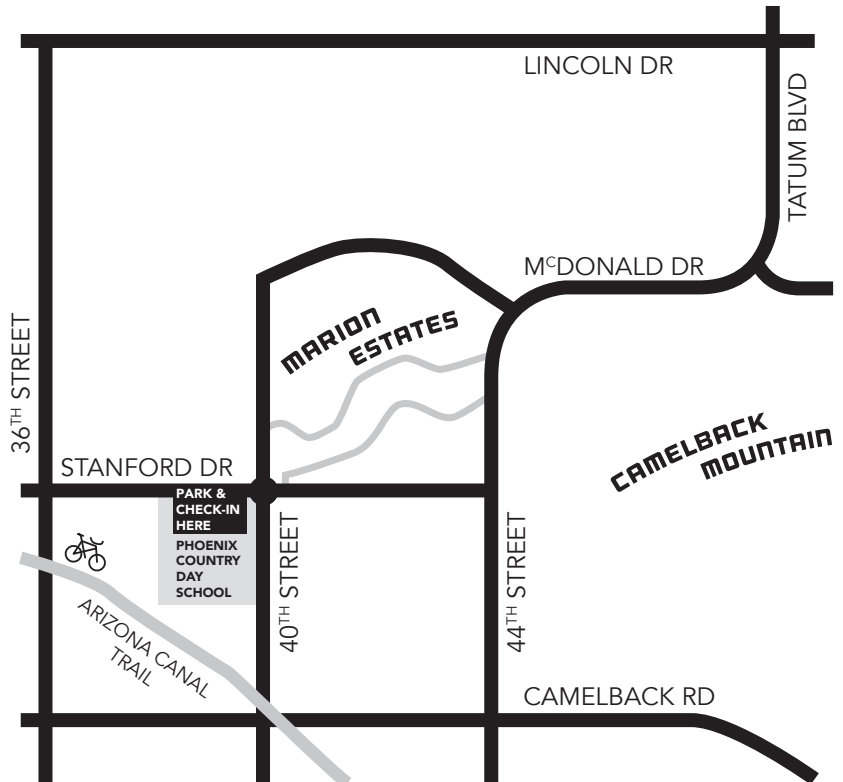 LINCOLN DR
TATUM BLVD
MCDONALD DR
MARION
ESTATES
36TH STREET
CAMELBACK
MOUNTAIN
STANFORD DR
PARK &
CHECK-IN
HERE
PHOENIX
COUNTRY
DAY
SCHOOL
40TH STREET
44TH STREET
ARIZONA CANAL
TRAIL
CAMELBACK RD